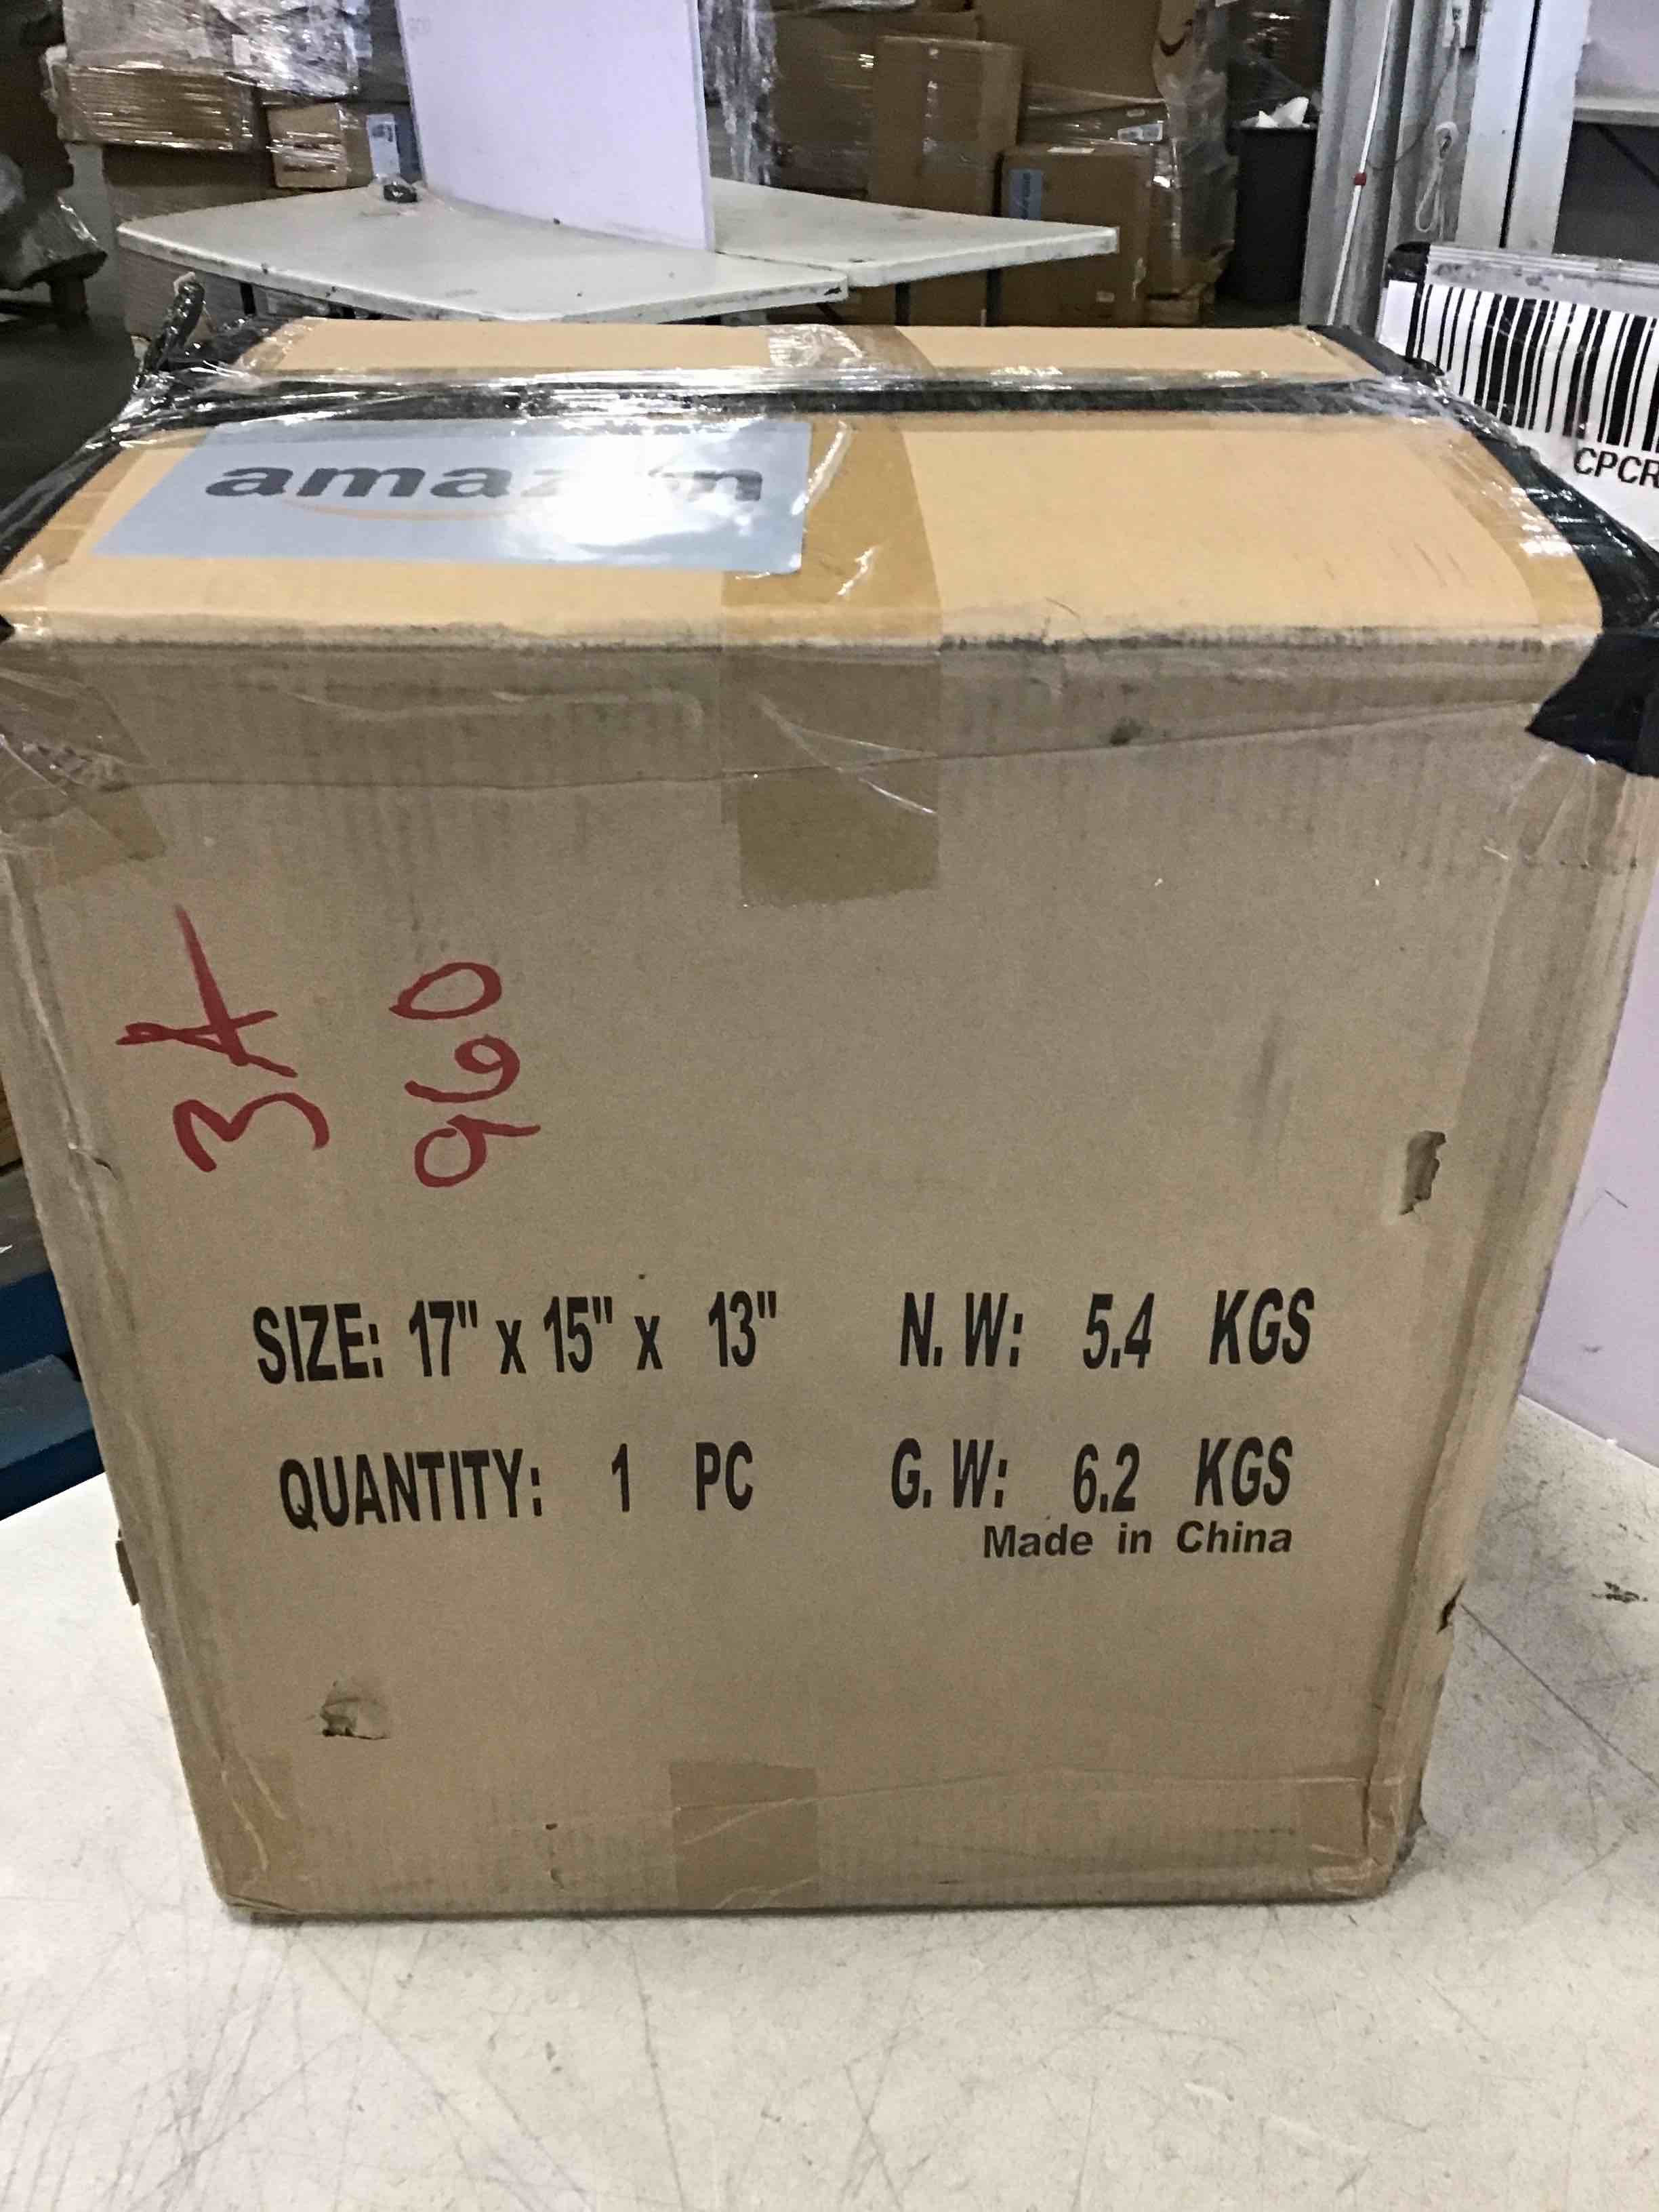 amazon
CPCR
3A
960
SIZE: 17" x 15" x 13" N. W: 5.4 KGS
QUANTITY: 1 PC G. W: 6.2 KGS
Made in China